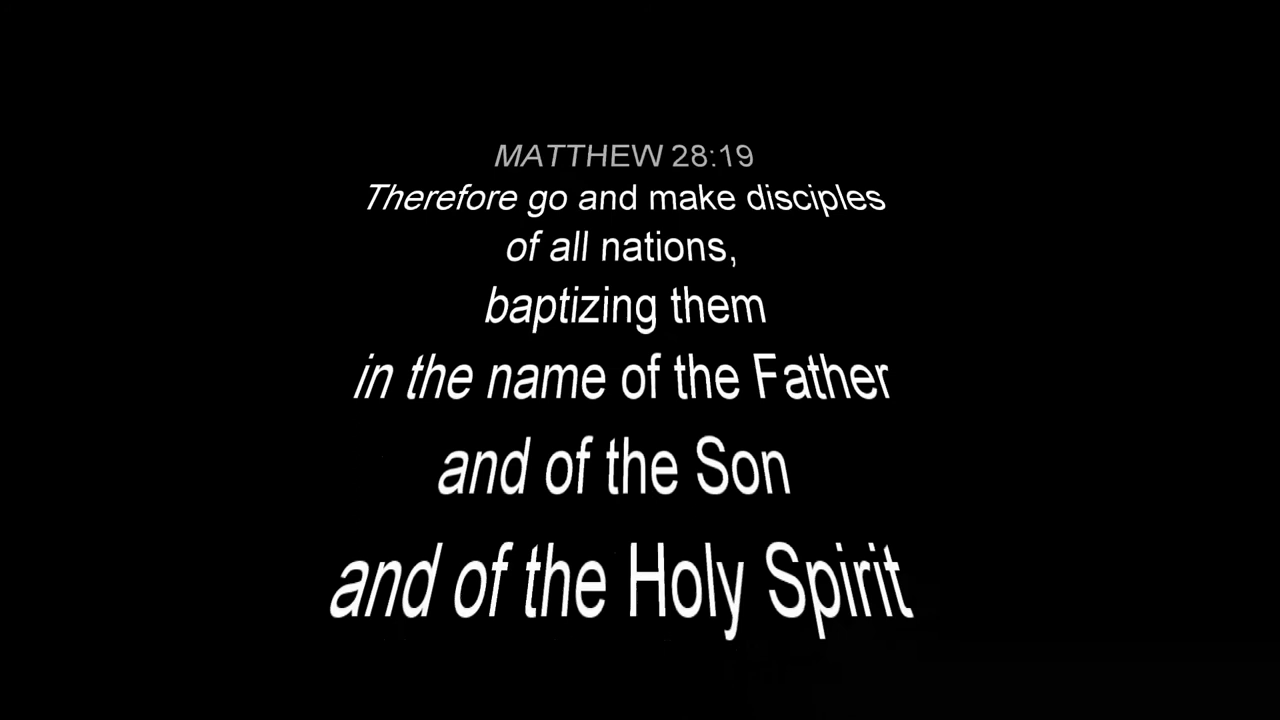 MATTHEW 28:19
Therefore go and make disciples
of all nations,
baptizing them
in the name of the Father
and of the Son
and of the Holy Spirit